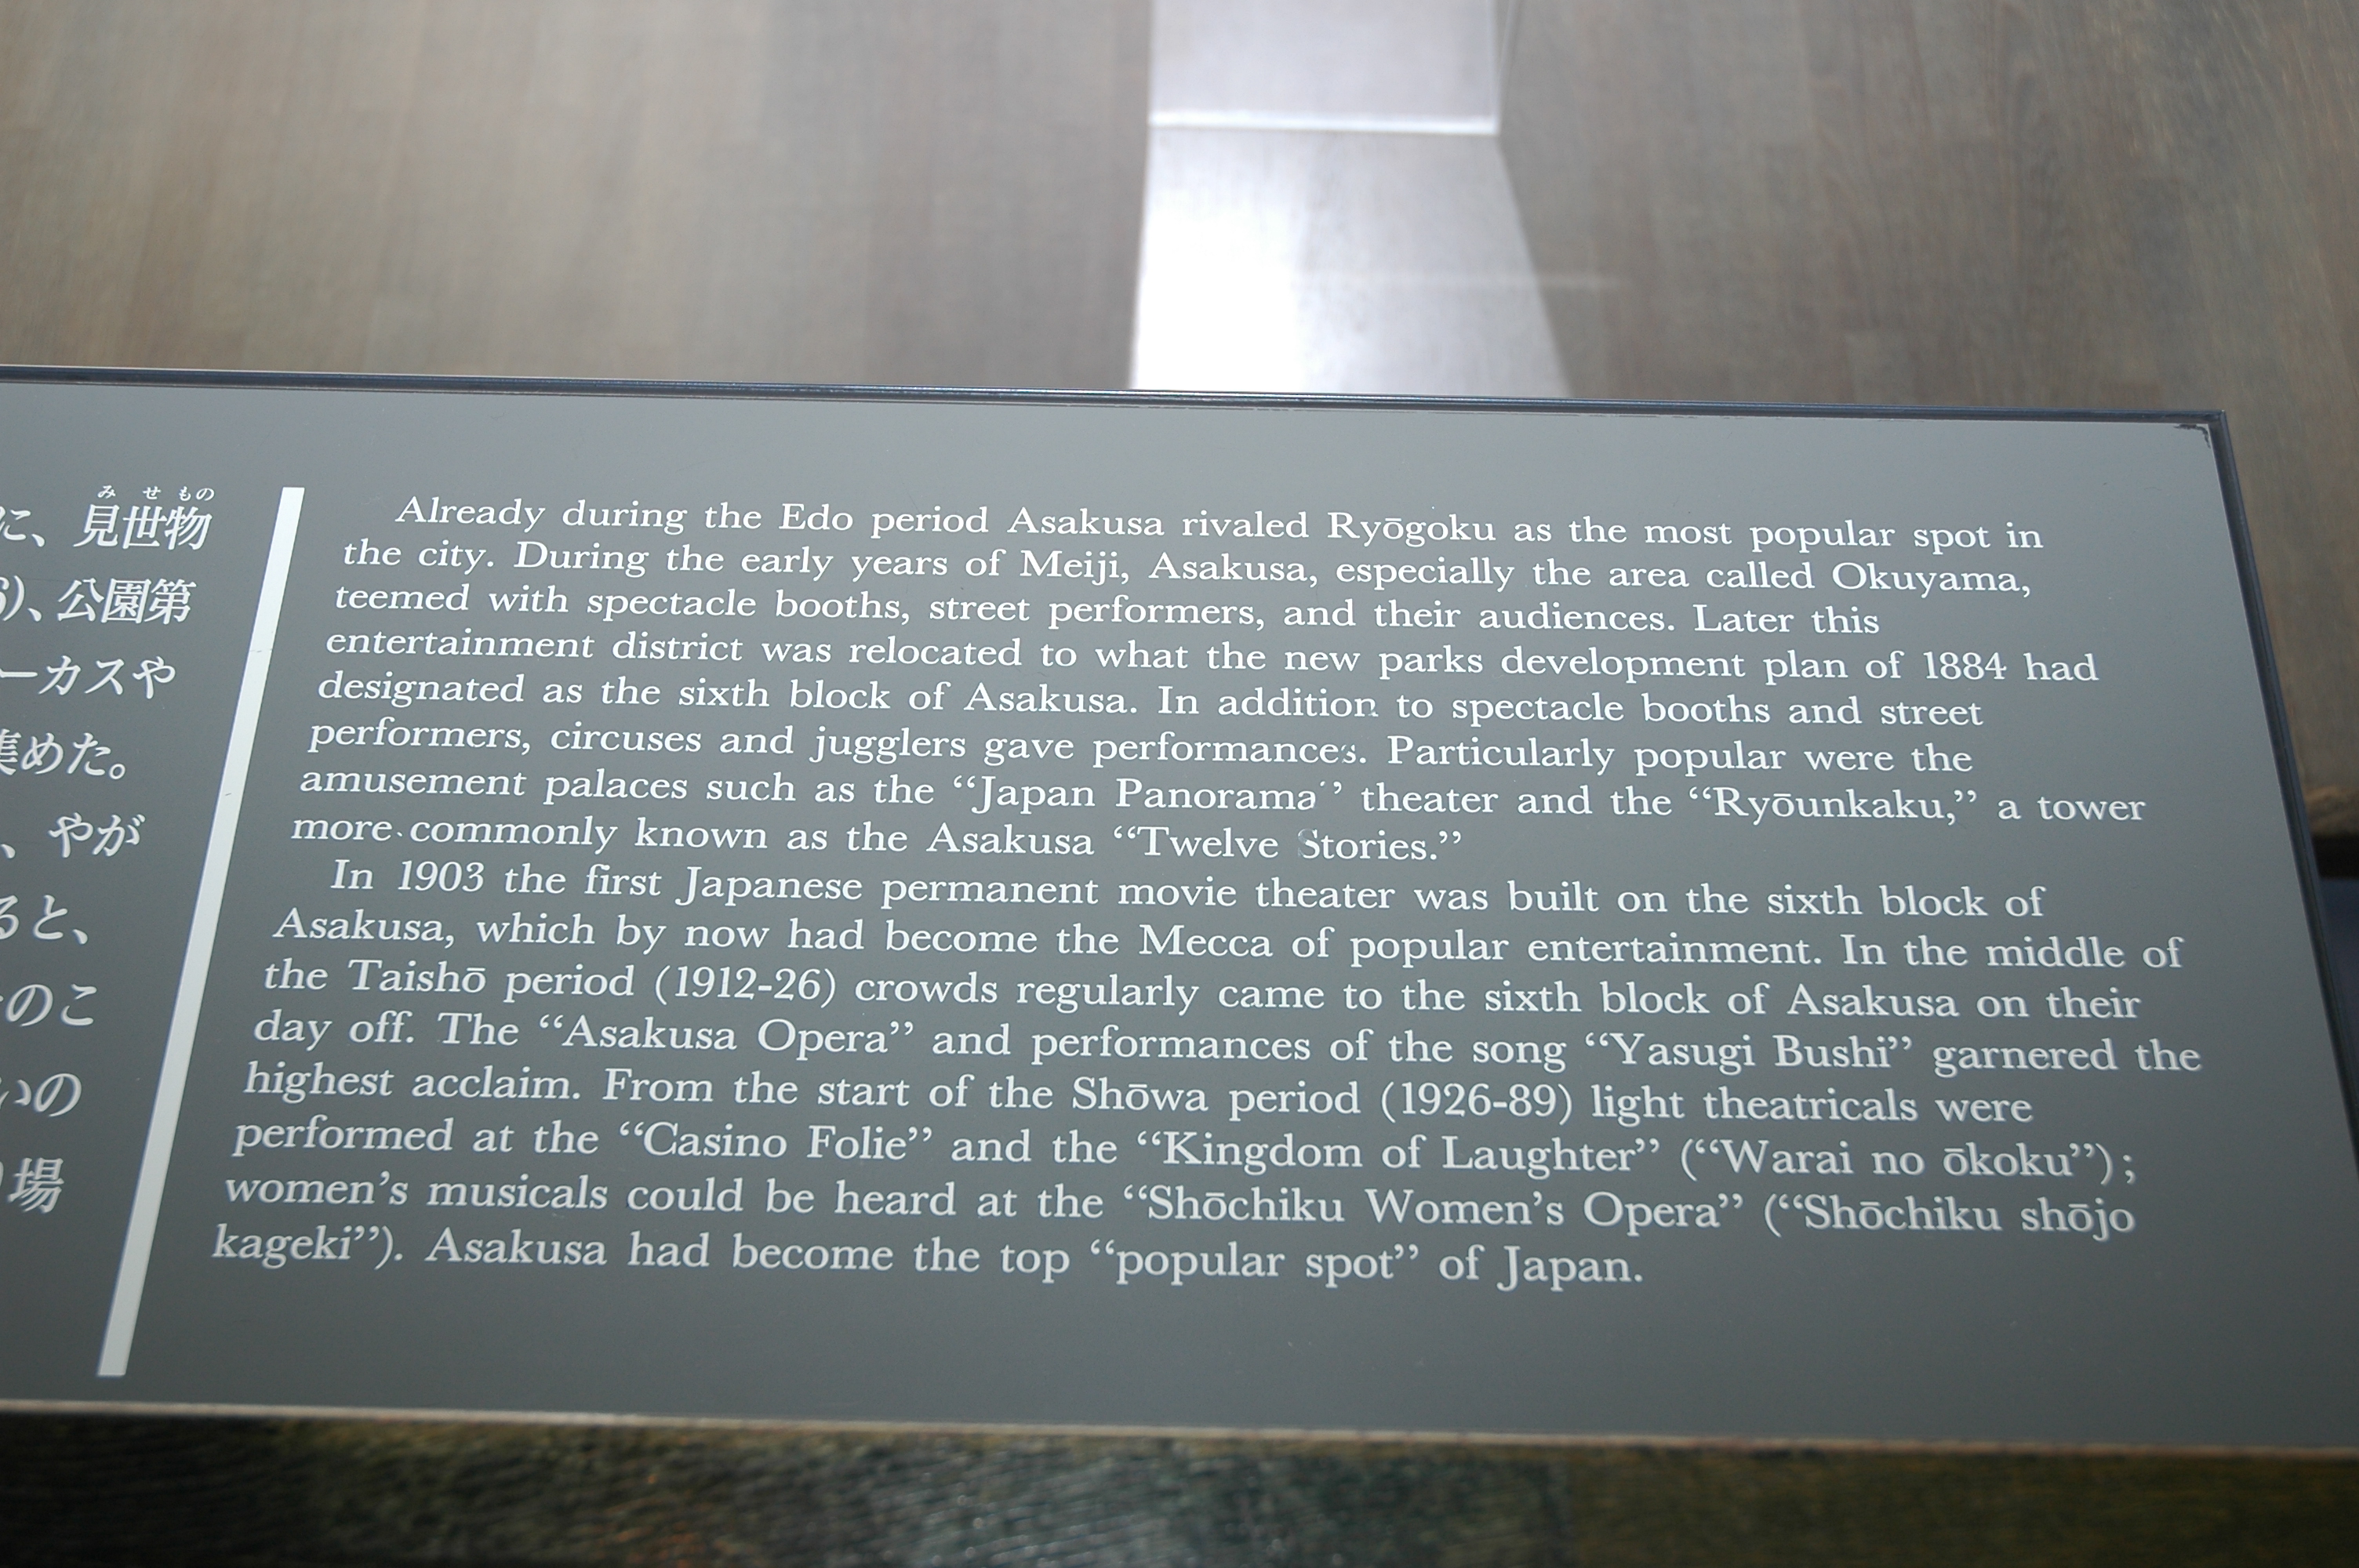 に、見世物
みせもの
6)、公園第
ーカスや
集めた。
、やが
ると、
のこ
いの
場
Already during the Edo period Asakusa rivaled Ryōgoku as the most popular spot in
the city. During the early years of Meiji, Asakusa, especially the area called Okuyama,
teemed with spectacle booths, street performers, and their audiences. Later this
entertainment district was relocated to what the new parks development plan of 1884 had
designated as the sixth block of Asakusa. In addition to spectacle booths and street
performers, circuses and jugglers gave performances. Particularly popular were the
amusement palaces such as the “Japan Panorama” theater and the “Ryōunkaku,” a tower
more commonly known as the Asakusa “Twelve Stories.”
In 1903 the first Japanese permanent movie theater was built on the sixth block of
Asakusa, which by now had become the Mecca of popular entertainment. In the middle of
the Taishō period (1912-26) crowds regularly came to the sixth block of Asakusa on their
day off. The “Asakusa Opera” and performances of the song “Yasugi Bushi” garnered the
highest acclaim. From the start of the Shōwa period (1926-89) light theatricals were
performed at the “Casino Folie” and the “Kingdom of Laughter” (“Warai no ōkoku”);
women’s musicals could be heard at the “Shōchiku Women’s Opera” (“Shōchiku shōjo
kageki”). Asakusa had become the top “popular spot” of Japan.